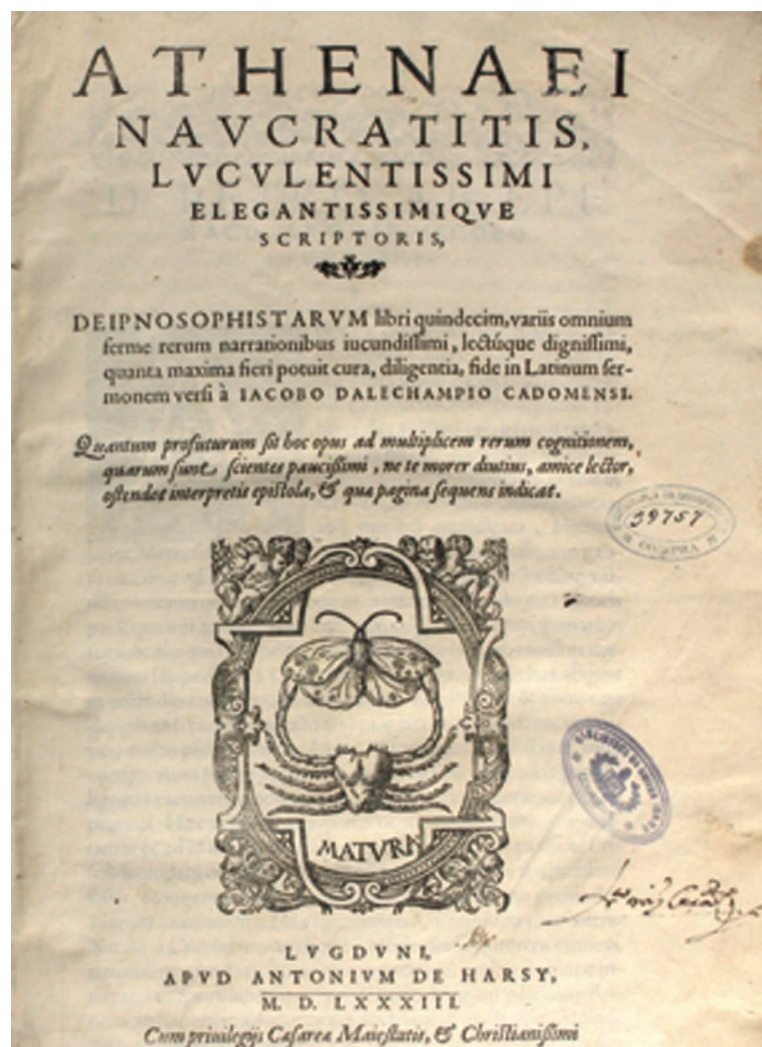 ATHENAEI
NAVCRATITIS,
LVCVLENTISSIMI
ELEGANTISSIMIQVE
SCRIPTORIS,
DEIPNOSOPHISTARVM libri quindecim, variis omnium
ferme rerum narrationibus iucundiſſimi, lectúque digniſſimi,
quanta maxima fieri potuit cura, diligentia, fide in Latinum ſer-
monem verſi à IACOBO DALECHAMPIO CADOMENSI.
Quantum profuturum ſit hoc opus ad multiplicem rerum cognitionem,
quarum ſunt ſcientes pauciſſimi, ne te morer diutius, amice lector,
oſtendet interpretis epiſtola, & qua pagina ſequens indicat.
39757
MATVRA
LVGDVNI,
APVD ANTONIVM DE HARSY,
M. D. LXXXIII.
Cum priuilegijs Caſareæ Maieſtatis, & Chriſtianiſſimi